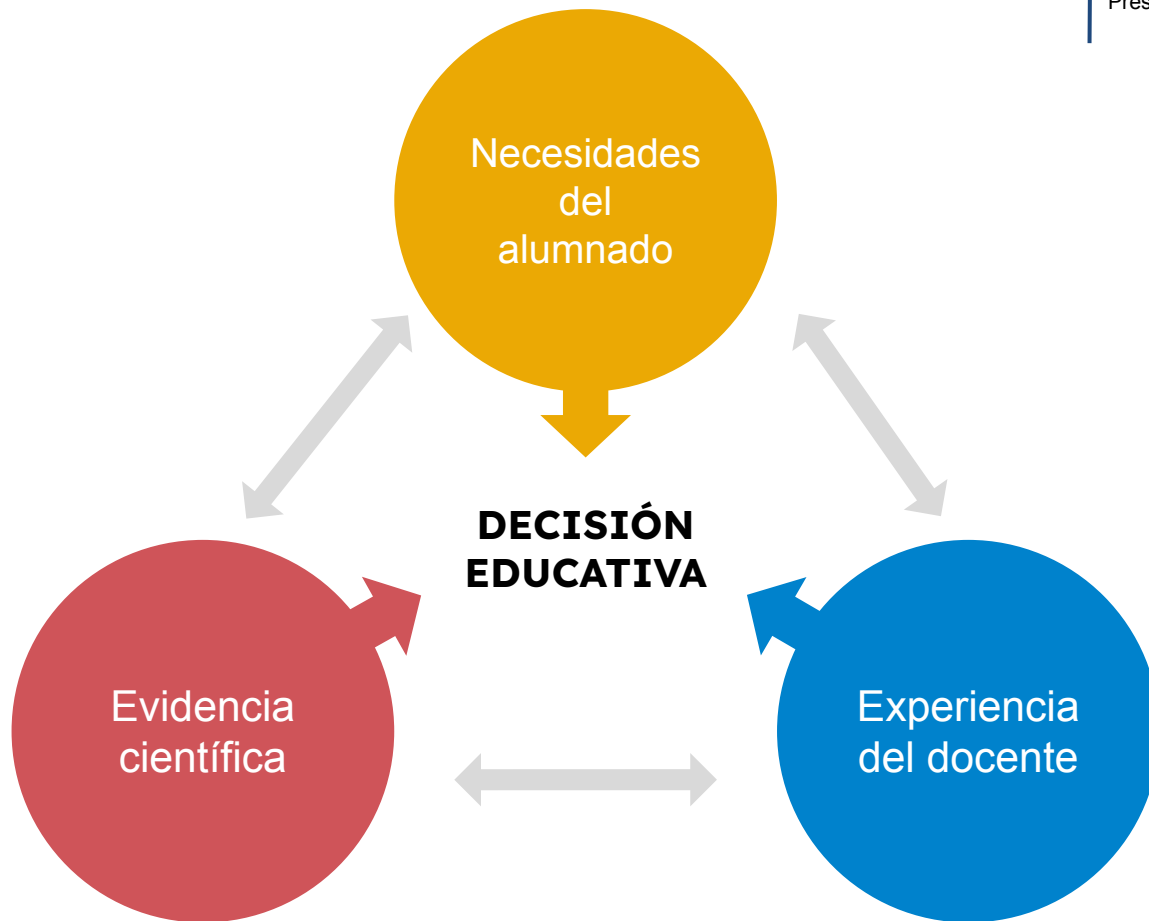 Necesidades
del
alumnado
DECISIÓN
EDUCATIVA
Evidencia
científica
Experiencia
del docente